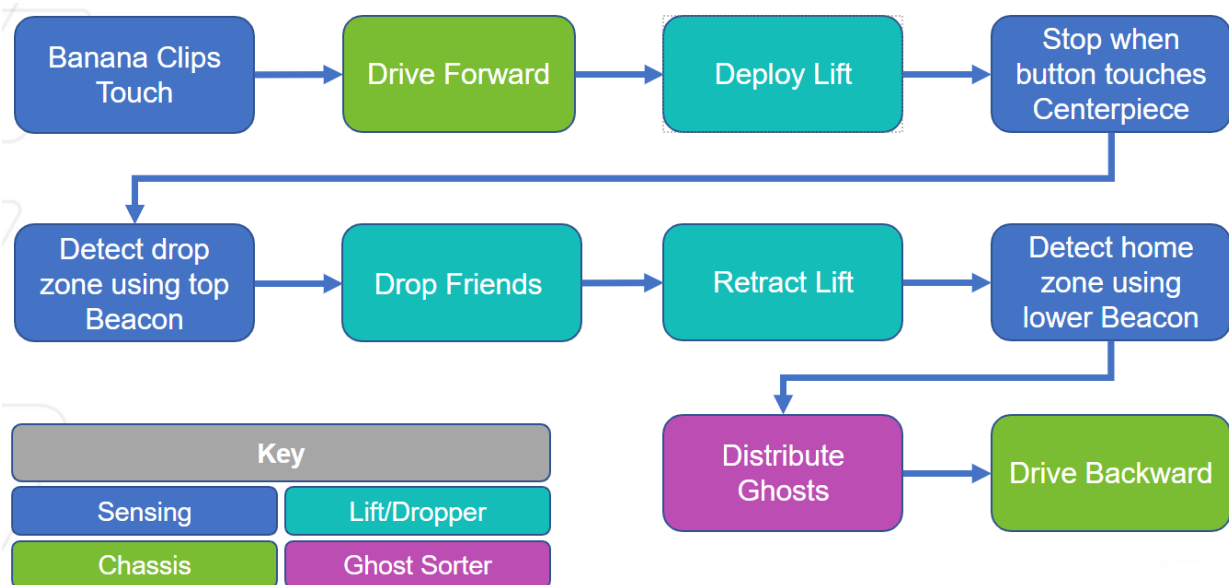 Banana Clips
Touch
Drive Forward
Deploy Lift
Stop when
button touches
Centerpiece
Detect drop
zone using top
Beacon
Drop Friends
Retract Lift
Detect home
zone using
lower Beacon
Distribute
Ghosts
Drive Backward
Key
Sensing
Lift/Dropper
Chassis
Ghost Sorter